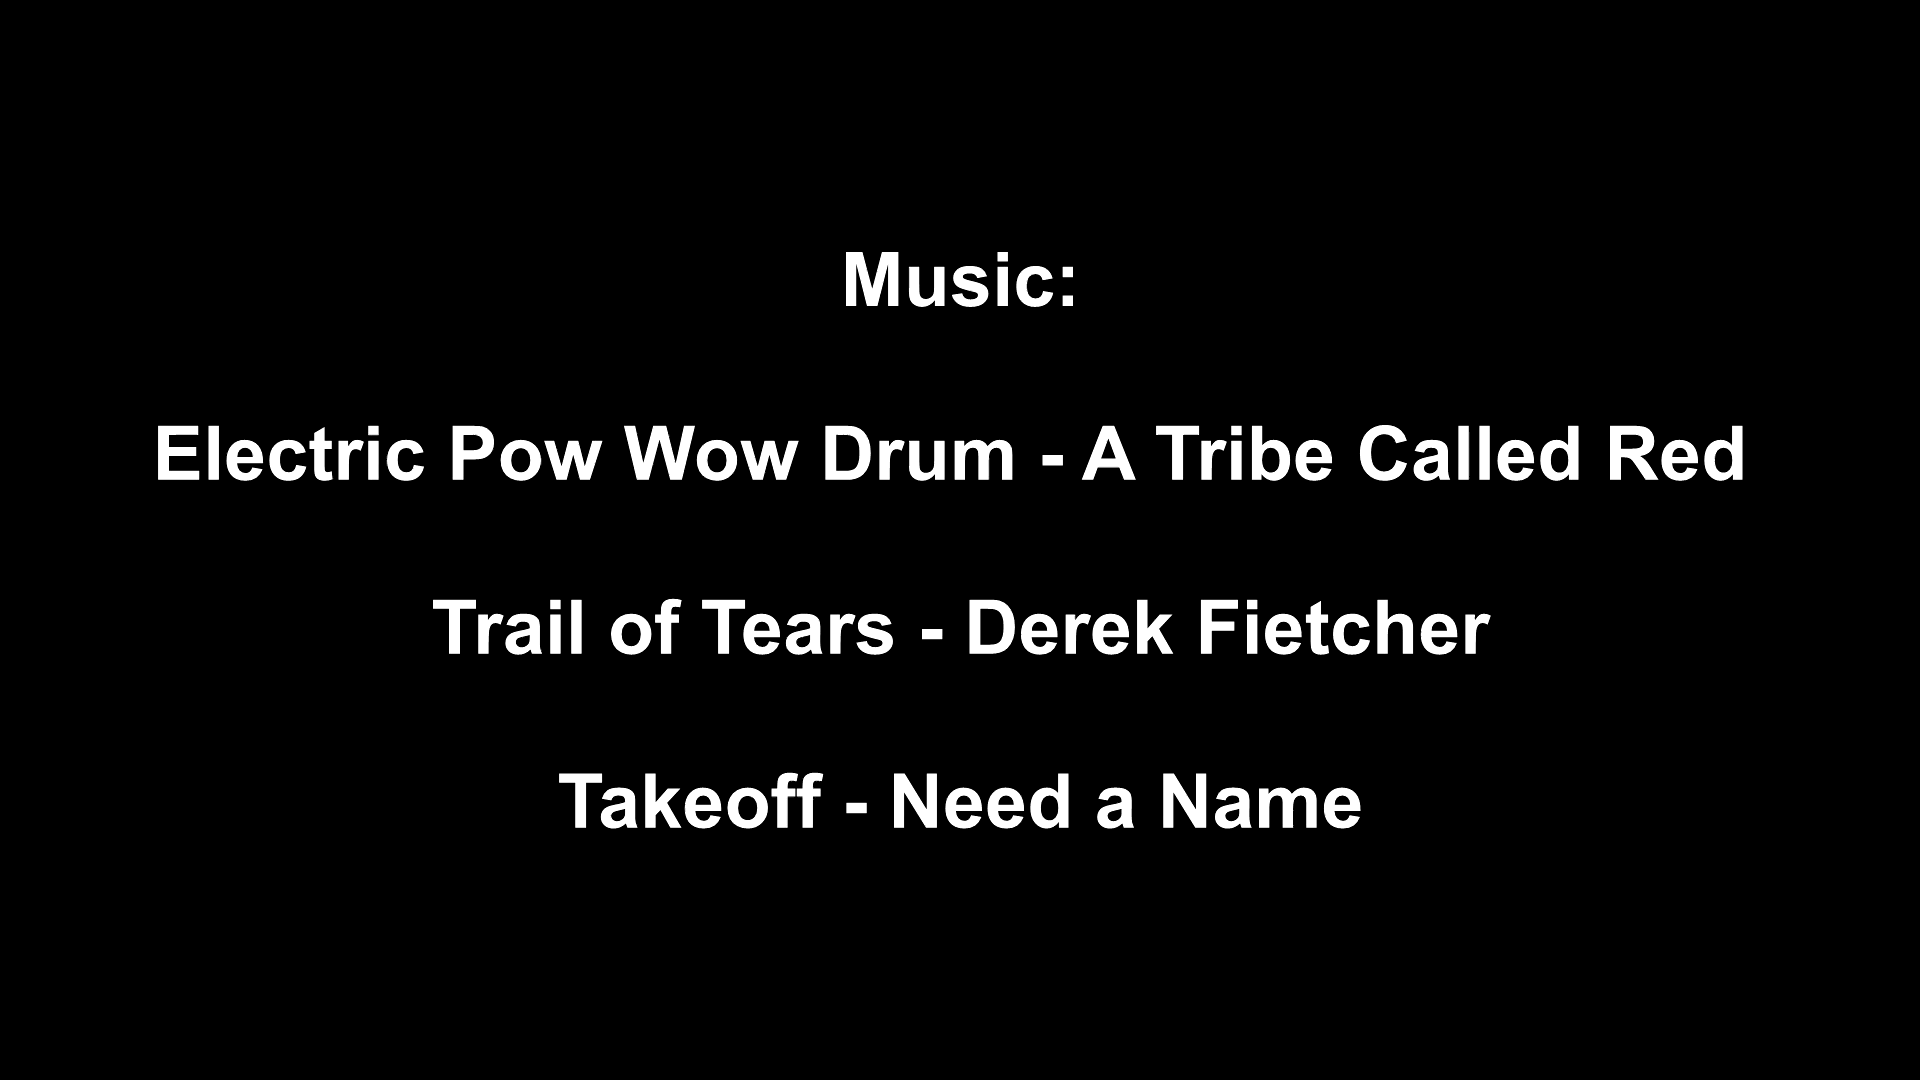 Music:
Electric Pow Wow Drum - A Tribe Called Red
Trail of Tears - Derek Fietcher
Takeoff - Need a Name